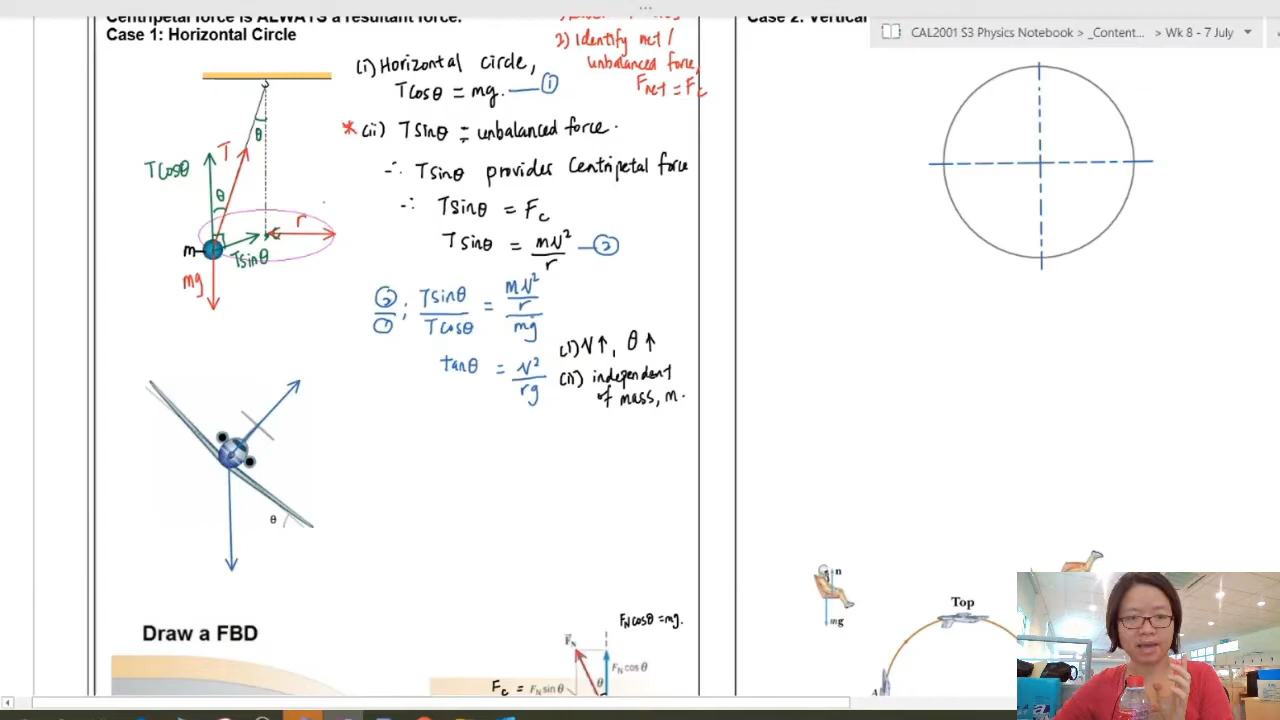 Centripetal force is ALWAYS a resultant force.
Case 1: Horizontal Circle
2) Identify net /
unbalanced force,
Fnet = Fc
(i) Horizontal circle,
Tcosθ = mg. ①
*(ii) Tsinθ = unbalanced force.
∴ Tsinθ provides Centripetal force
∴ Tsinθ = Fc
Tsinθ = mv²/r ②
②/① ; Tsinθ/Tcosθ = mv²/r/mg
tanθ = v²/rg
(i) v↑, θ↑
(ii) independent
of mass, m.
θ
T
Tcosθ
θ
r
m
Tsinθ
mg
θ
Draw a FBD
FNcosθ = mg.
FN
FN cos θ
θ
Fc = FN sin θ
Case 2: Vertical
CAL2001 S3 Physics Notebook > _Content... > Wk 8 - 7 July
n
mg
Top
A